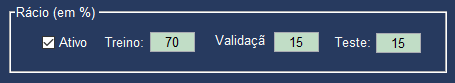 Rácio (em %)
Ativo Treino: 70 Validaçã 15 Teste: 15